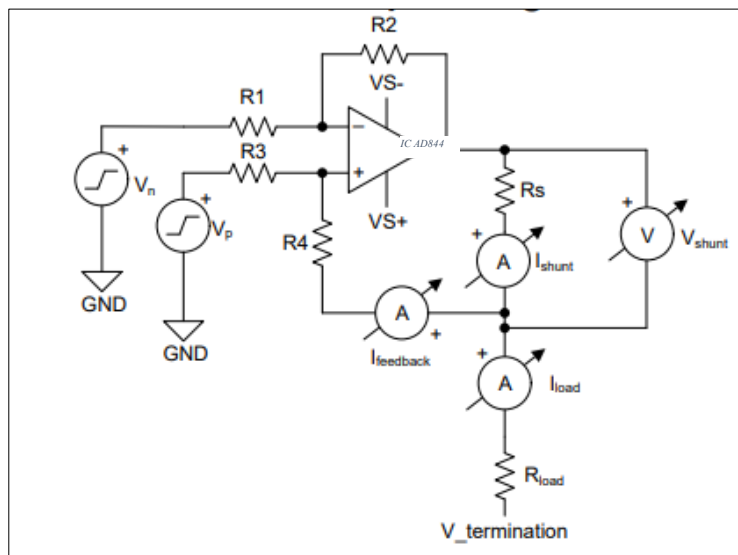 R2
VS-
R1
IC AD844
R3
+
−
+
Vn
+
Vp
+
VS+
R4
Rs
+
A
Ishunt
+
V
Vshunt
GND
GND
A
+
Ifeedback
+
A
Iload
Rload
V_termination